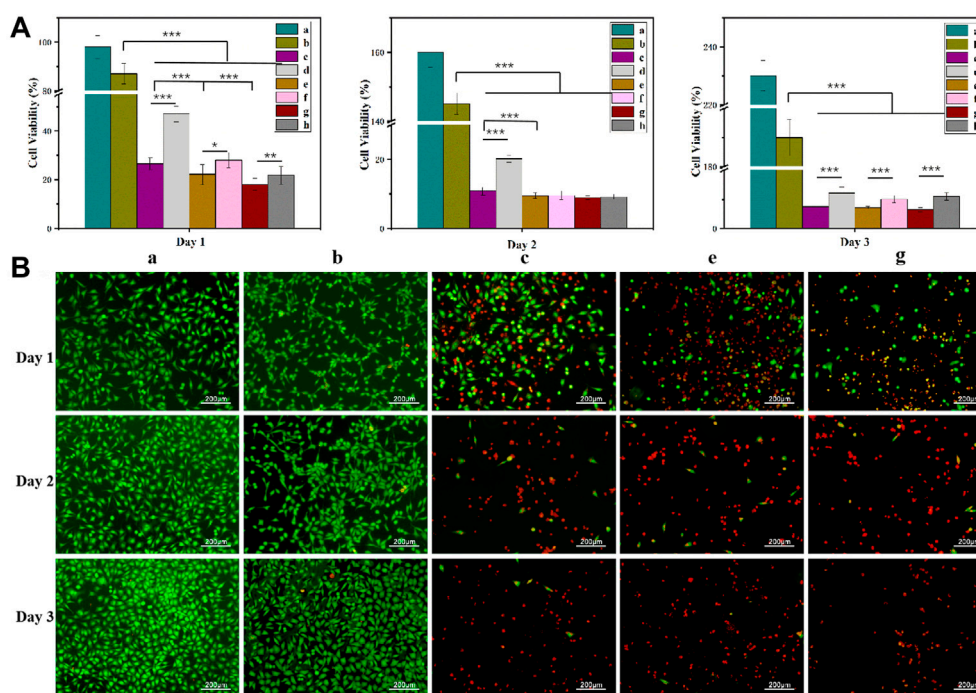 A
Cell Viability (%)
100
80
40
20
0
***
***
***
***
*
**
a
b
c
d
e
f
g
h
Day 1
Cell Viability (%)
160
140
20
0
***
***
***
a
b
c
d
e
f
g
h
Day 2
Cell Viability (%)
240
220
180
0
***
***
***
***
Day 3
B
a b c e g
Day 1
200μm 200μm 200μm 200μm 200μm
Day 2
200μm 200μm 200μm 200μm 200μm
Day 3
200μm 200μm 200μm 200μm 200μm